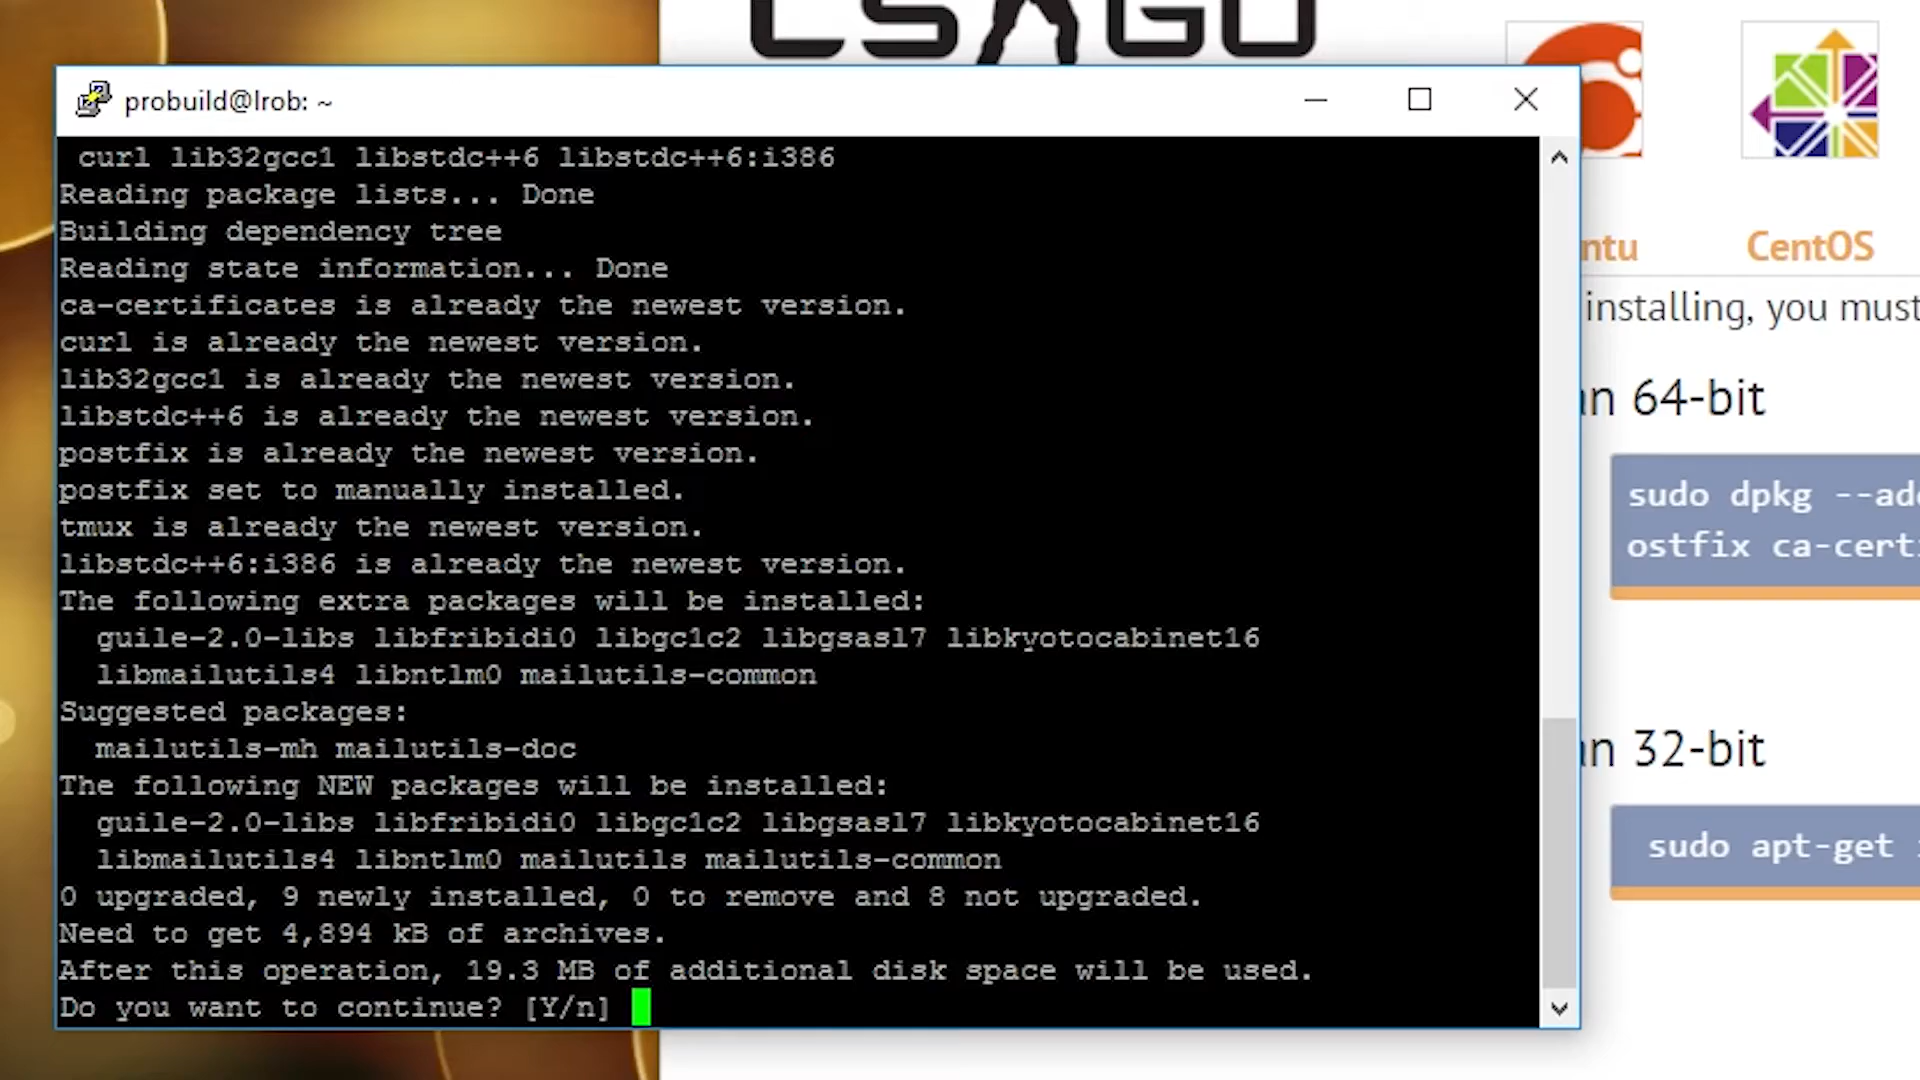 CS GO
probuild@lrob: ~
curl lib32gcc1 libstdc++6 libstdc++6:i386
Reading package lists... Done
Building dependency tree
Reading state information... Done
ca-certificates is already the newest version.
curl is already the newest version.
lib32gcc1 is already the newest version.
libstdc++6 is already the newest version.
postfix is already the newest version.
postfix set to manually installed.
tmux is already the newest version.
libstdc++6:i386 is already the newest version.
The following extra packages will be installed:
guile-2.0-libs libfribidi0 libgc1c2 libgsasl7 libkyotocabinet16
libmailutils4 libntlm0 mailutils-common
Suggested packages:
mailutils-mh mailutils-doc
The following NEW packages will be installed:
guile-2.0-libs libfribidi0 libgc1c2 libgsasl7 libkyotocabinet16
libmailutils4 libntlm0 mailutils mailutils-common
0 upgraded, 9 newly installed, 0 to remove and 8 not upgraded.
Need to get 4,894 kB of archives.
After this operation, 19.3 MB of additional disk space will be used.
Do you want to continue? [Y/n]
ntu CentOS
installing, you must
an 64-bit
sudo dpkg --add
ostfix ca-certi
an 32-bit
sudo apt-get